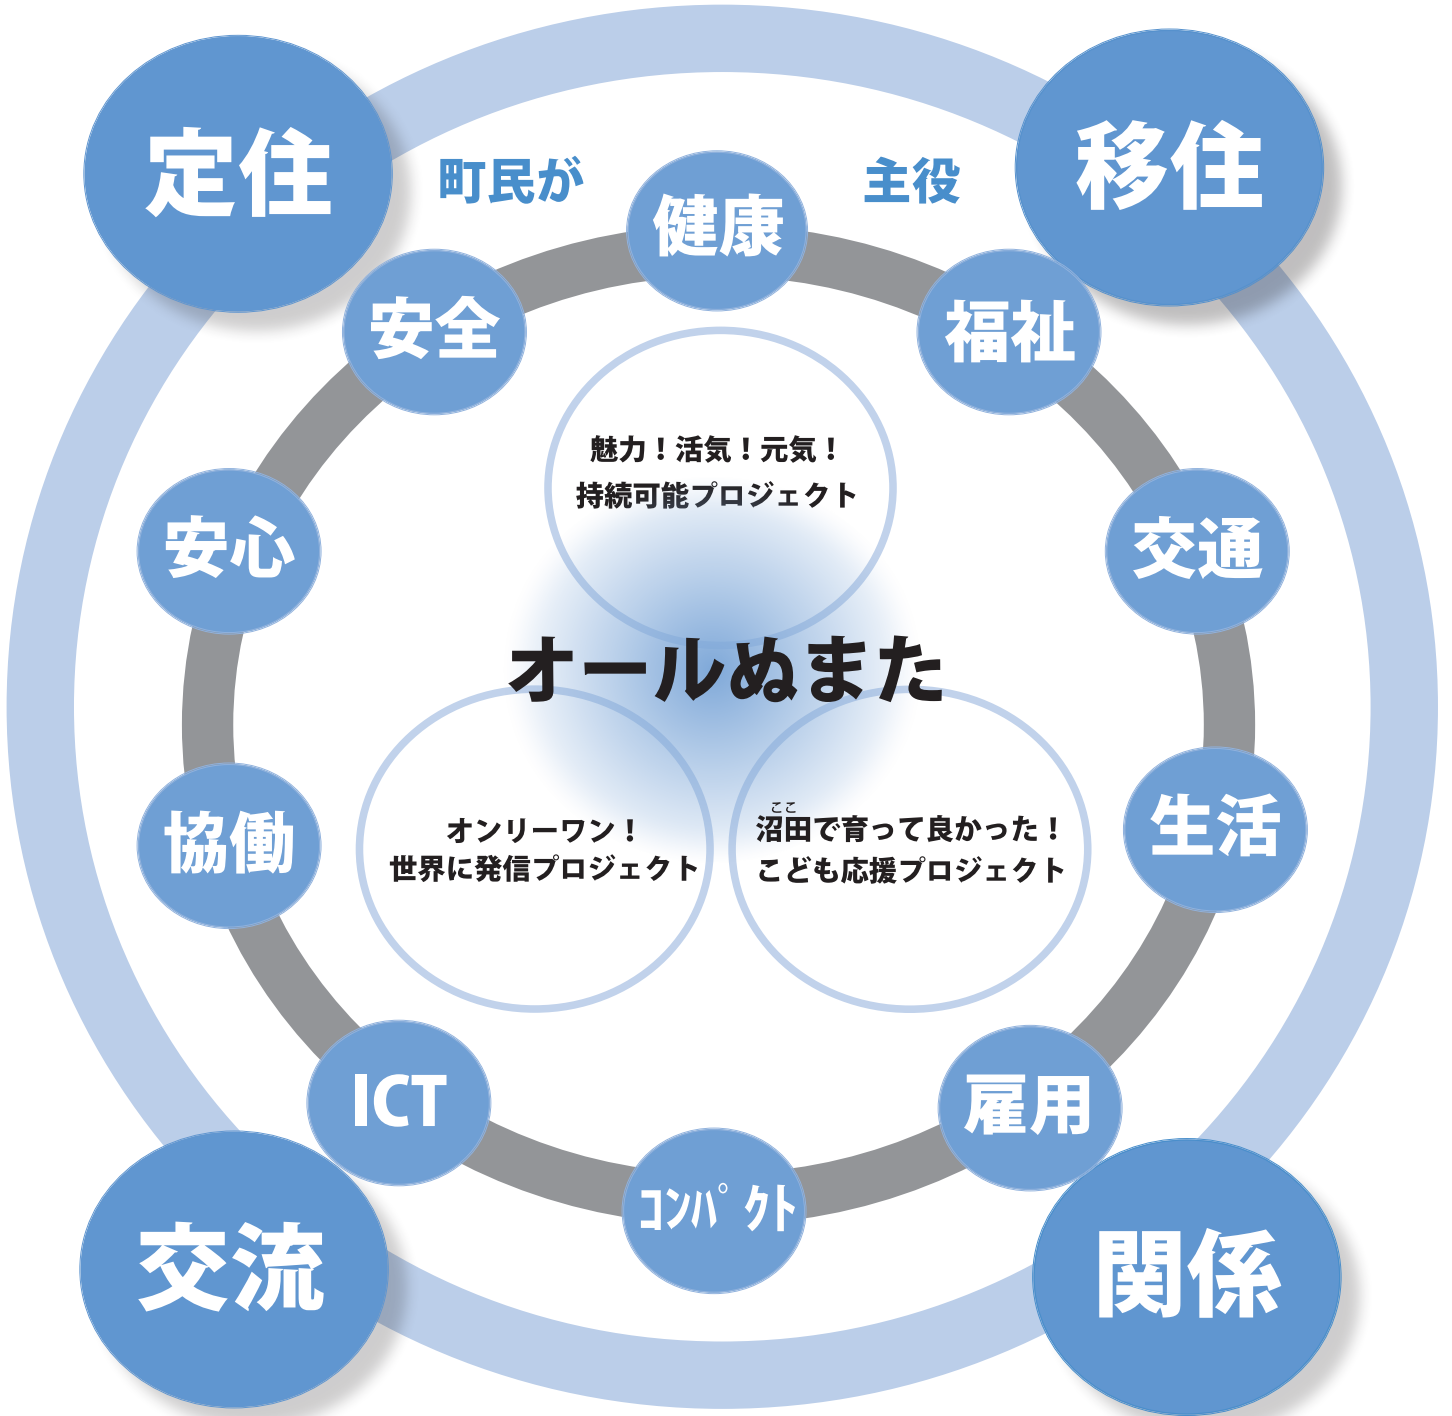 定住
移住
町民が
主役
健康
安全
福祉
魅力！活気！元気！
持続可能プロジェクト
安心
交通
オールぬまた
協働
生活
オンリーワン！
世界に発信プロジェクト
ここ
沼田で育って良かった！
こども応援プロジェクト
ICT
雇用
コンパクト
交流
関係